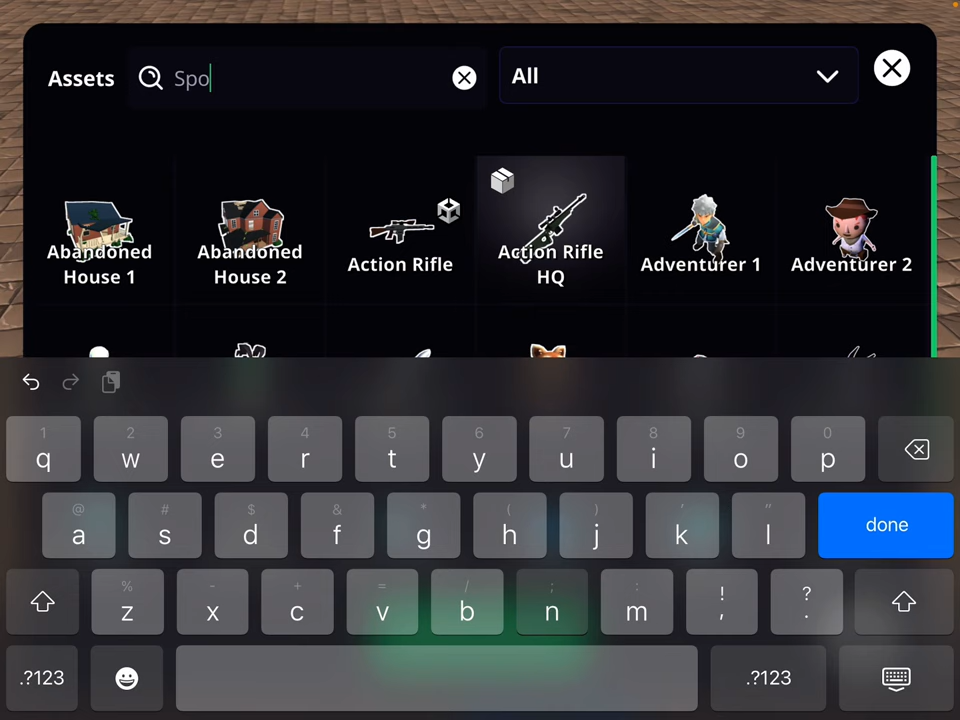 Assets
Spo
All
Abandoned
House 1
Abandoned
House 2
Action Rifle
Action Rifle
HQ
Adventurer 1
Adventurer 2
1 2 3 4 5 6 7 8 9 0
q w e r t y u i o p
@ # $ & * ( ) ' "
a s d f g h j k l done
% - + = / ; : ! ?
z x c v b n m , .
.?123 .?123